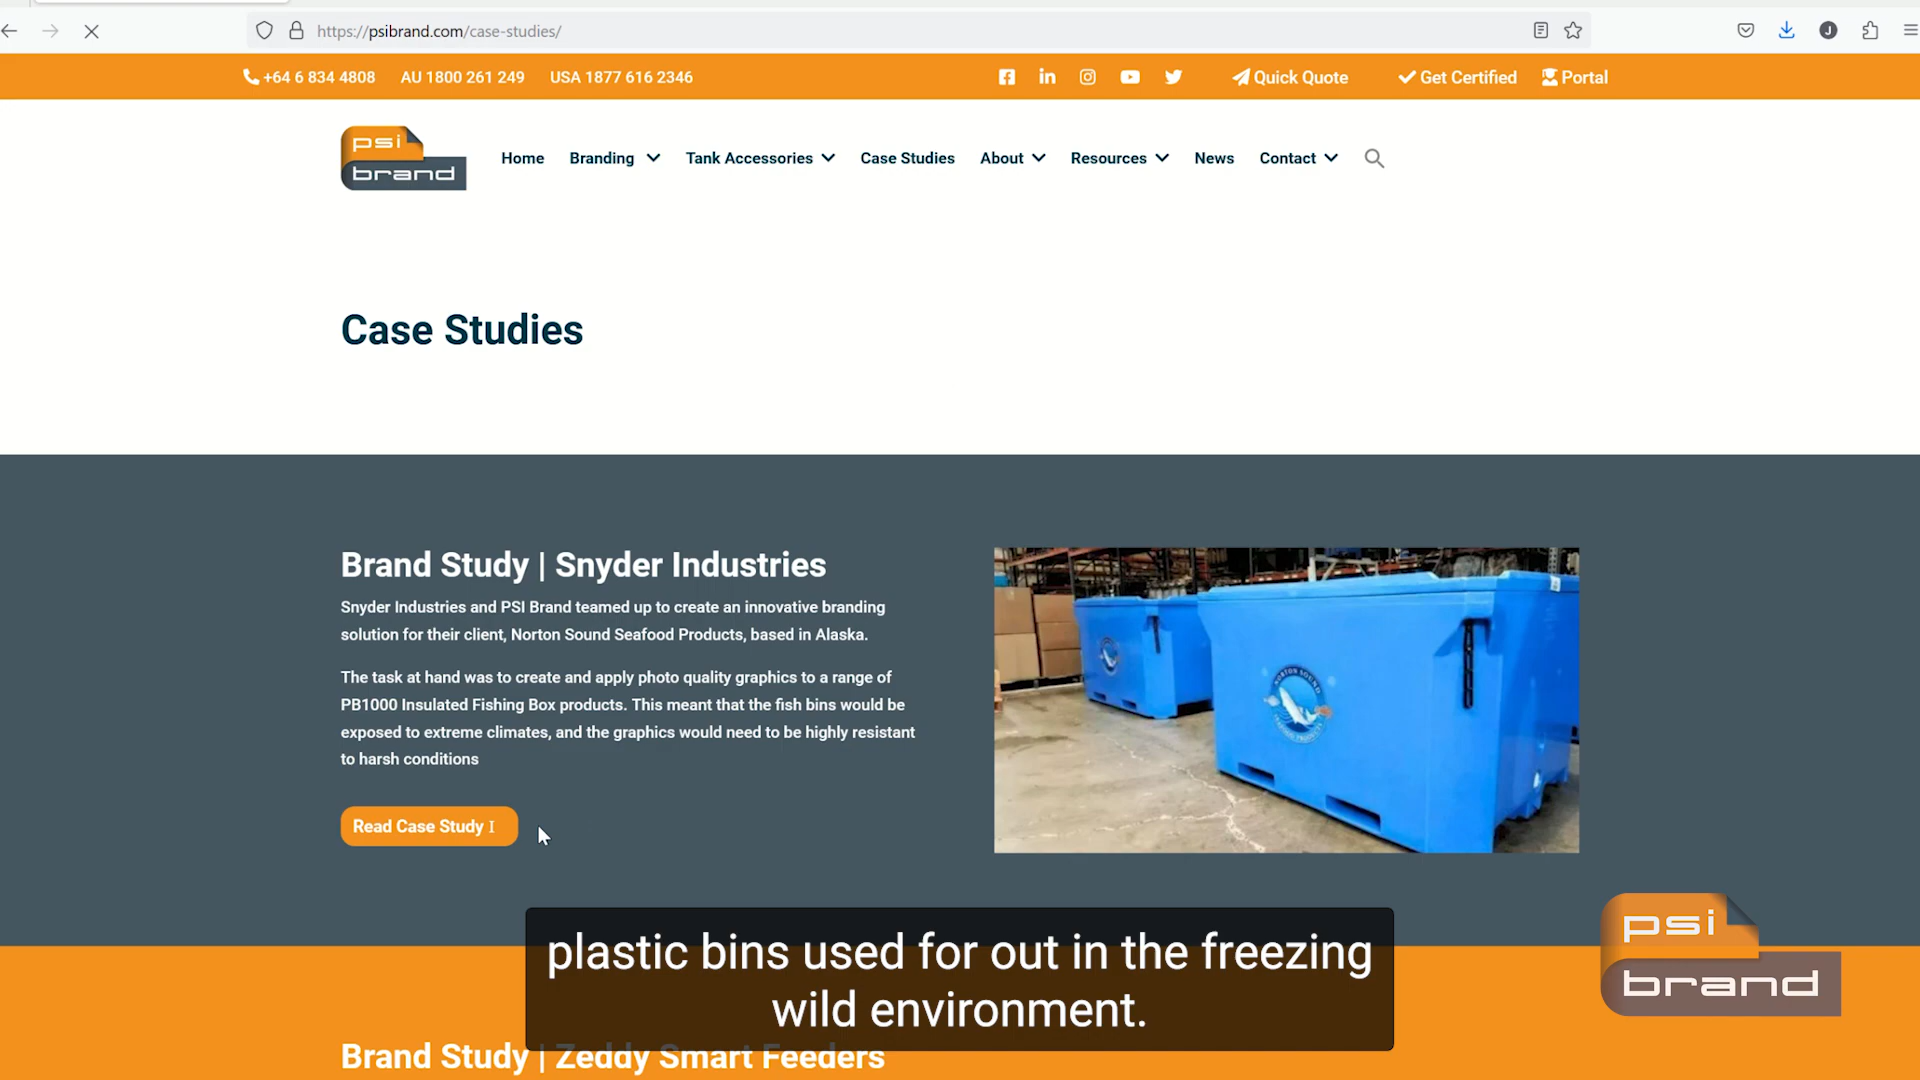 https://psibrand.com/case-studies/
+64 6 834 4808 AU 1800 261 249 USA 1877 616 2346 Quick Quote Get Certified Portal
psi
brand
Home Branding Tank Accessories Case Studies About Resources News Contact
Case Studies
Brand Study | Snyder Industries
Snyder Industries and PSI Brand teamed up to create an innovative branding
solution for their client, Norton Sound Seafood Products, based in Alaska.
The task at hand was to create and apply photo quality graphics to a range of
PB1000 Insulated Fishing Box products. This meant that the fish bins would be
exposed to extreme climates, and the graphics would need to be highly resistant
to harsh conditions
Read Case Study
NORTON SOUND
SEAFOOD PRODUCTS
plastic bins used for out in the freezing
wild environment.
psi
brand
Brand Study | Zeddy Smart Feeders